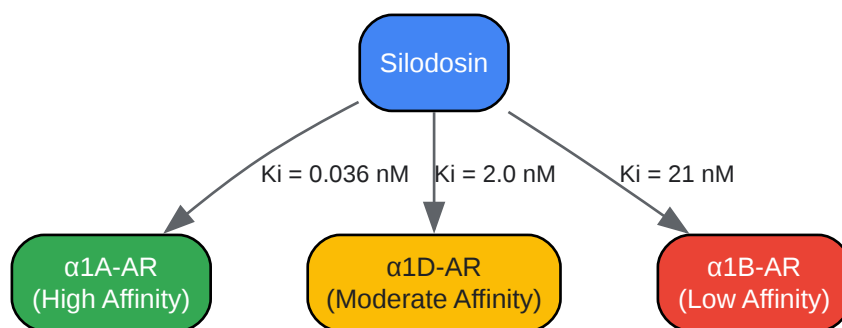 Silodosin
Ki = 0.036 nM
Ki = 2.0 nM
Ki = 21 nM
α1A-AR
(High Affinity)
α1D-AR
(Moderate Affinity)
α1B-AR
(Low Affinity)